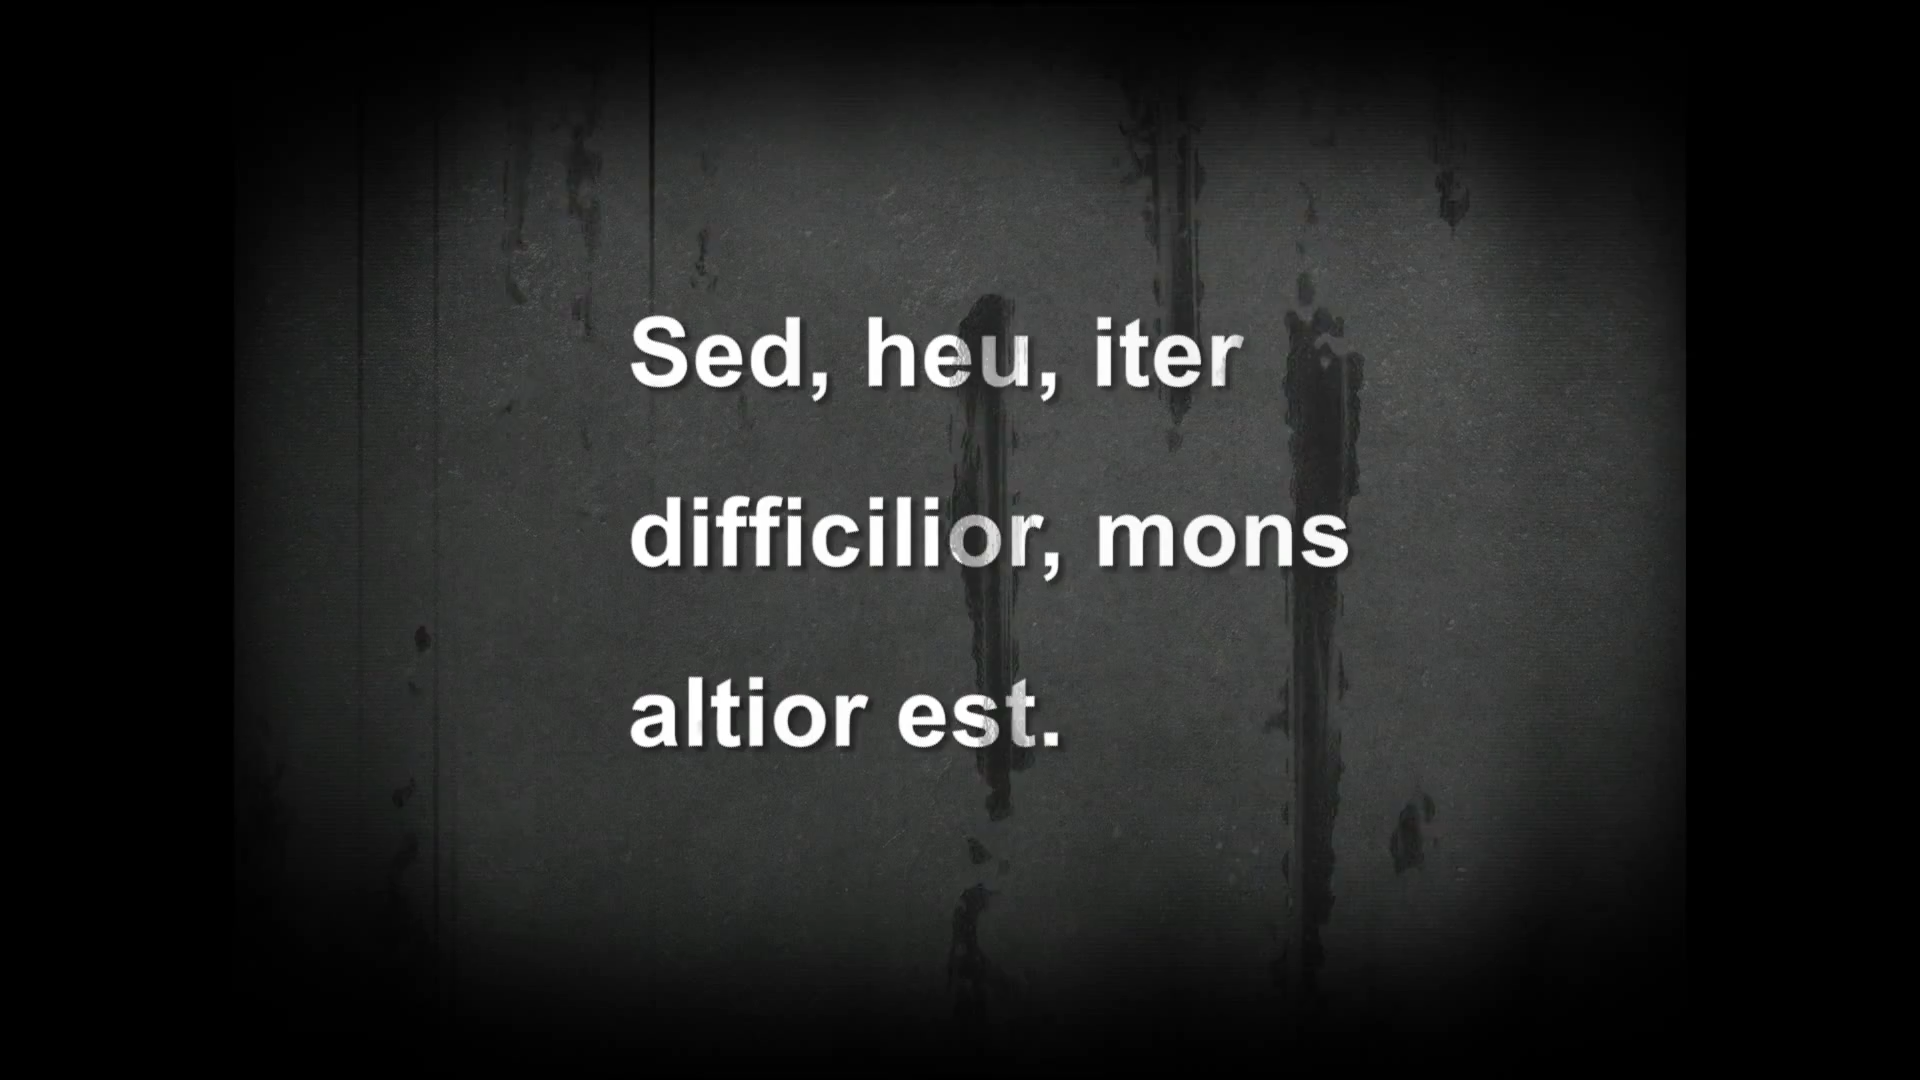 Sed, heu, iter
difficilior, mons
altior est.